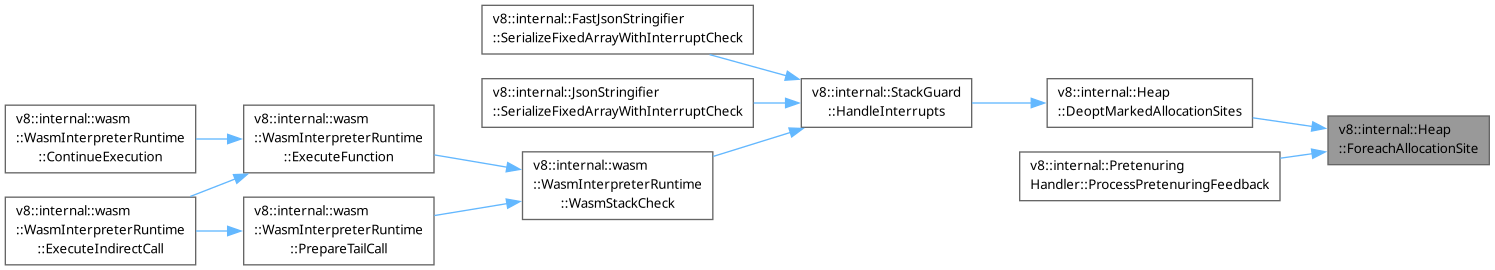 v8::internal::FastJsonStringifier
::SerializeFixedArrayWithInterruptCheck
v8::internal::JsonStringifier
::SerializeFixedArrayWithInterruptCheck
v8::internal::StackGuard
::HandleInterrupts
v8::internal::Heap
::DeoptMarkedAllocationSites
v8::internal::wasm
::WasmInterpreterRuntime
::ContinueExecution
v8::internal::wasm
::WasmInterpreterRuntime
::ExecuteFunction
v8::internal::Heap
::ForeachAllocationSite
v8::internal::wasm
::WasmInterpreterRuntime
::WasmStackCheck
v8::internal::Pretenuring
Handler::ProcessPretenuringFeedback
v8::internal::wasm
::WasmInterpreterRuntime
::ExecuteIndirectCall
v8::internal::wasm
::WasmInterpreterRuntime
::PrepareTailCall